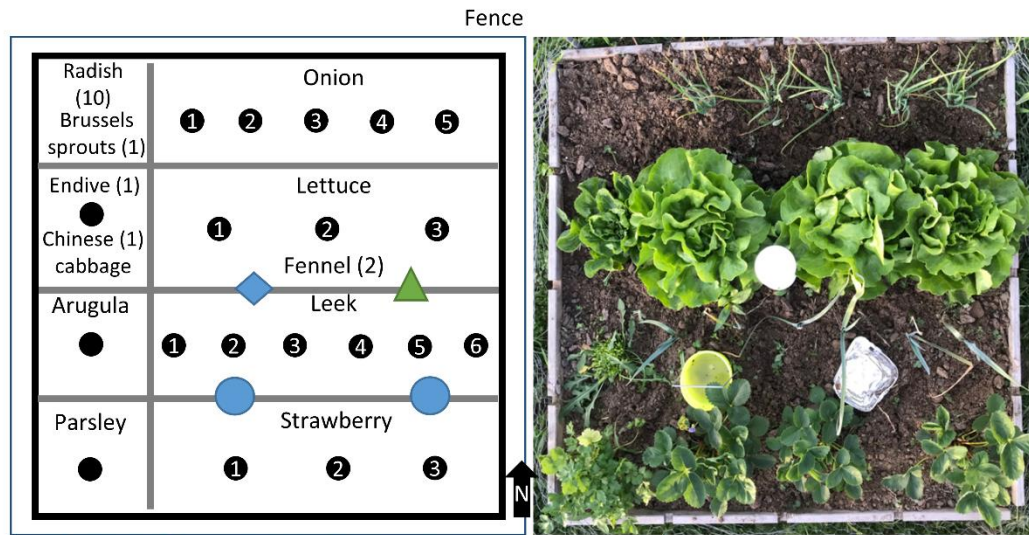 Fence
Radish
(10)
Brussels
sprouts (1)
Onion
1 2 3 4 5
Endive (1)
Chinese (1)
cabbage
Lettuce
1 2 3
Fennel (2)
Arugula
Leek
1 2 3 4 5 6
Parsley
Strawberry
1 2 3
N